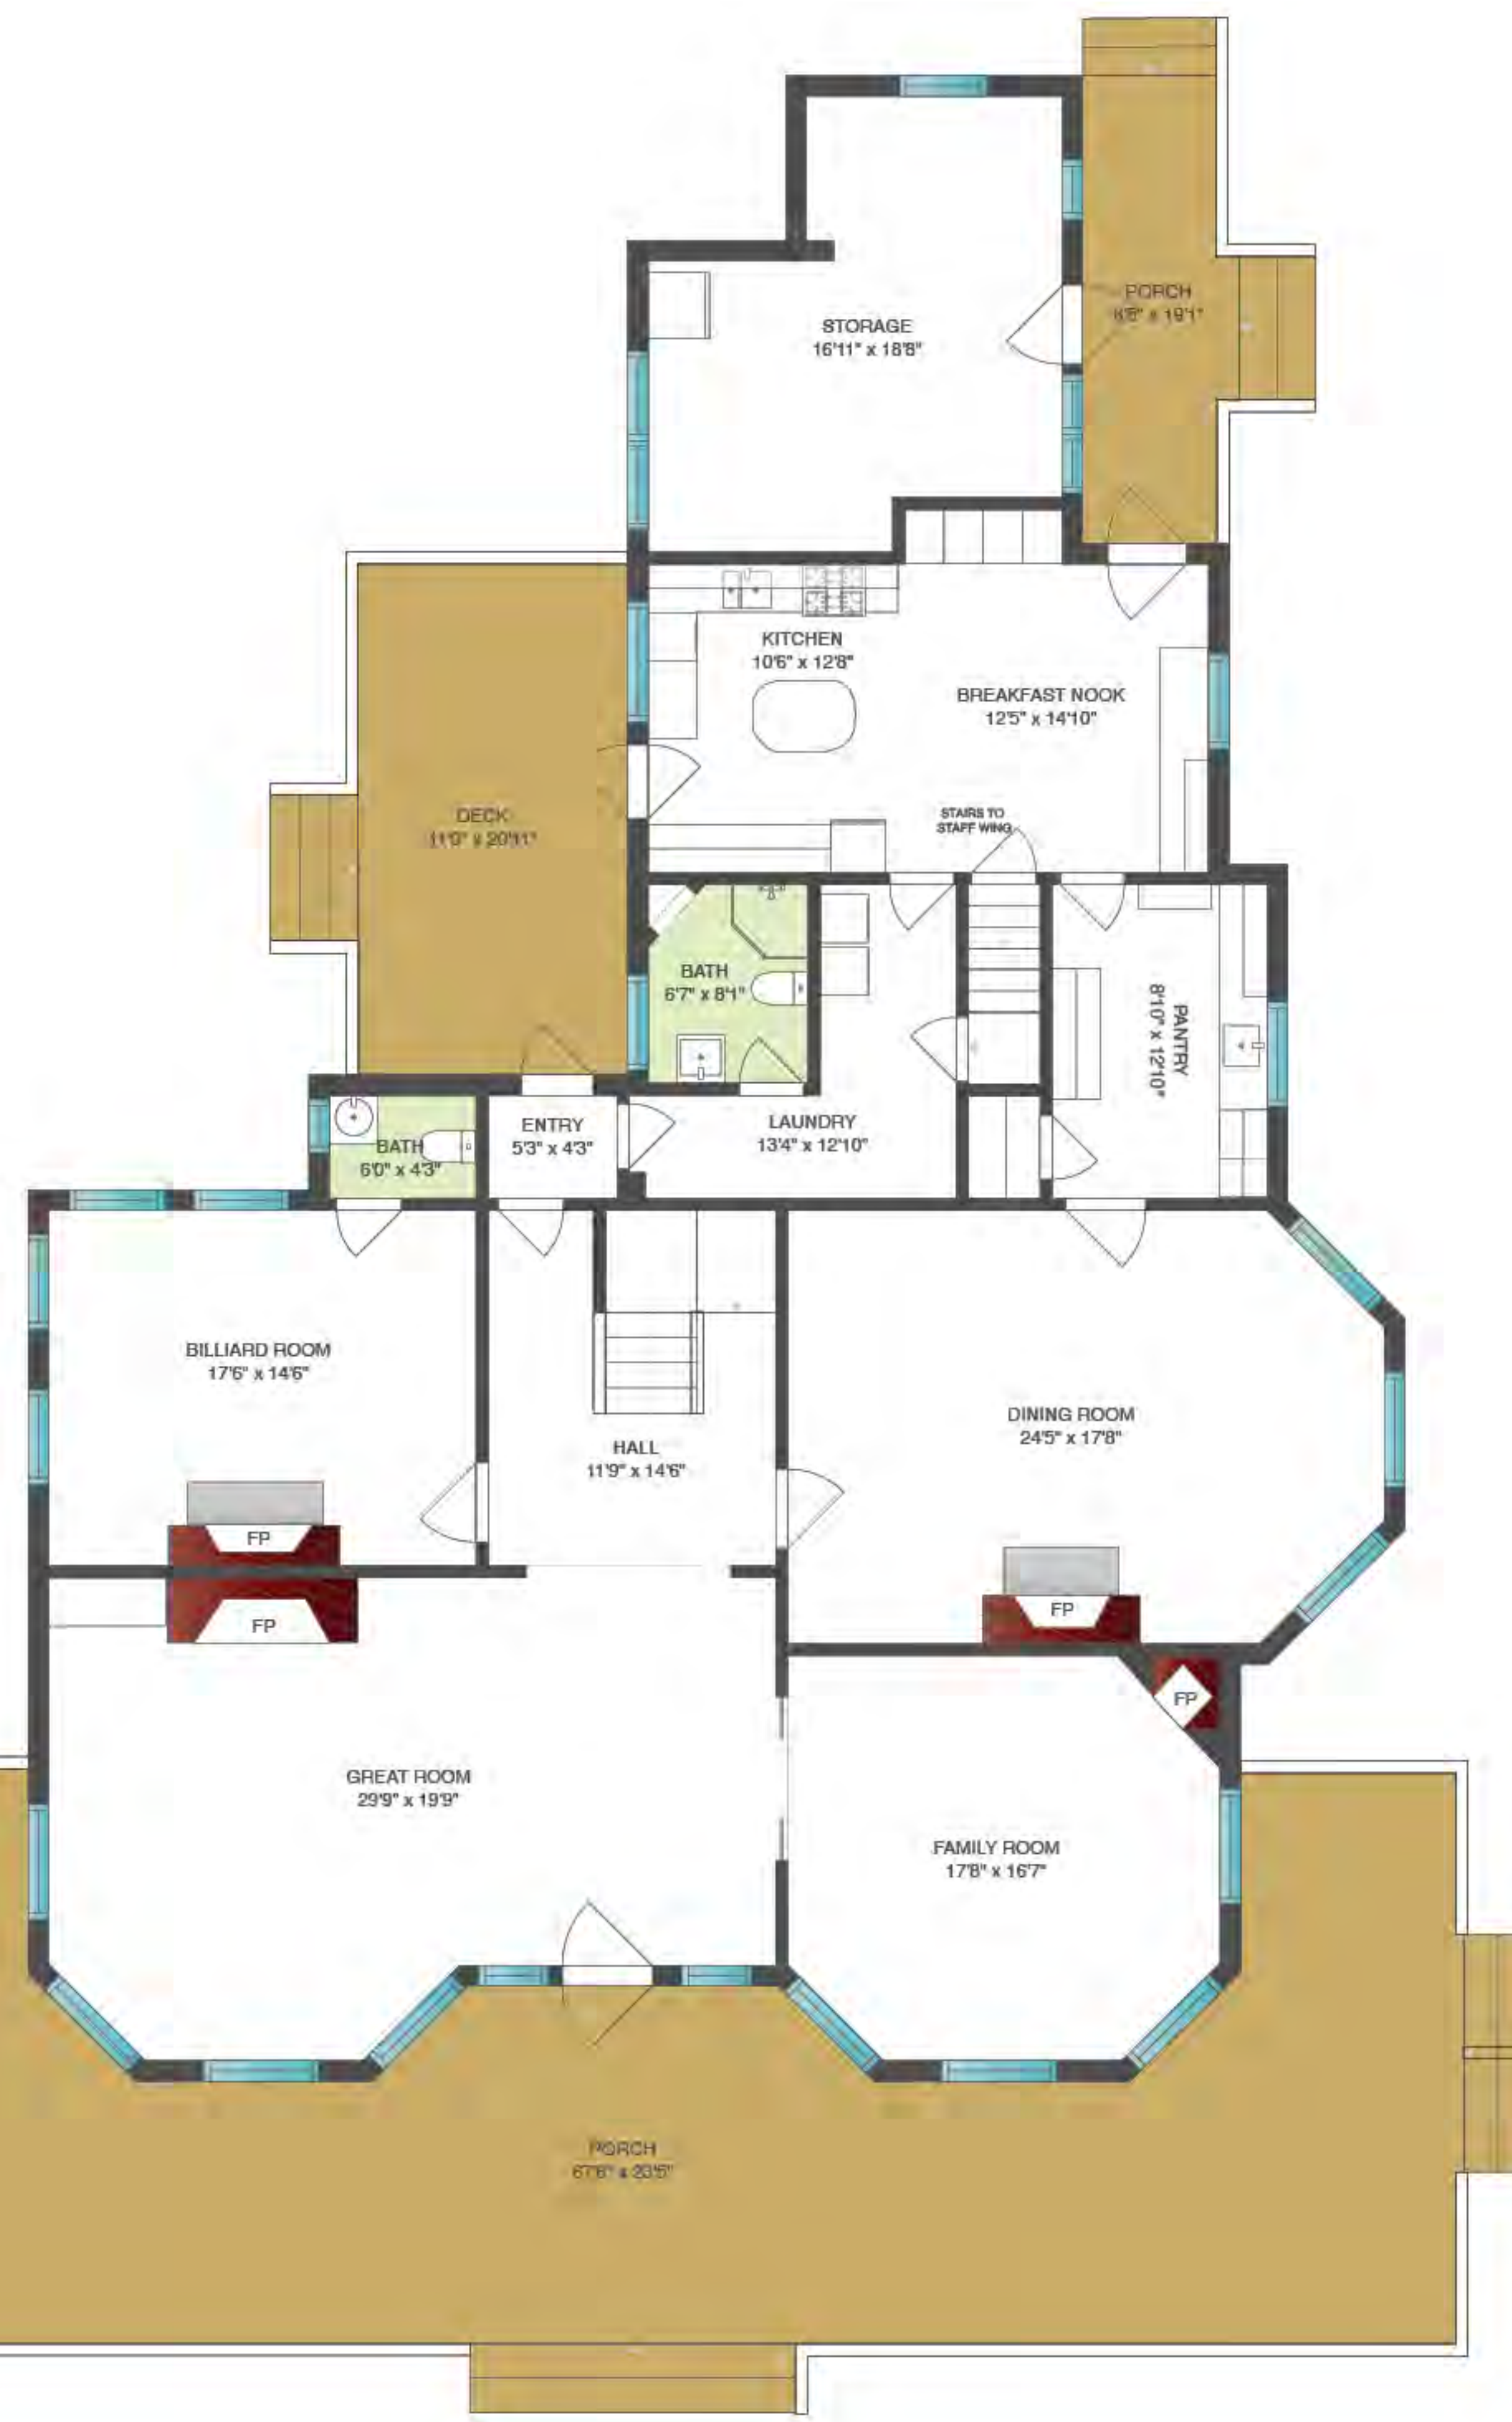 PORCH
STORAGE
16'11" x 18'8"
KITCHEN
10'6" x 12'8"
BREAKFAST NOOK
12'5" x 14'10"
STAIRS TO
STAFF WING
DECK
BATH
6'7" x 8'1"
PANTRY
8'10" x 12'10"
ENTRY
5'3" x 4'3"
LAUNDRY
13'4" x 12'10"
BATH
6'0" x 4'3"
BILLIARD ROOM
17'6" x 14'6"
HALL
11'9" x 14'6"
DINING ROOM
24'5" x 17'8"
FP
FP
FP
FP
GREAT ROOM
29'9" x 19'9"
FAMILY ROOM
17'8" x 16'7"
PORCH